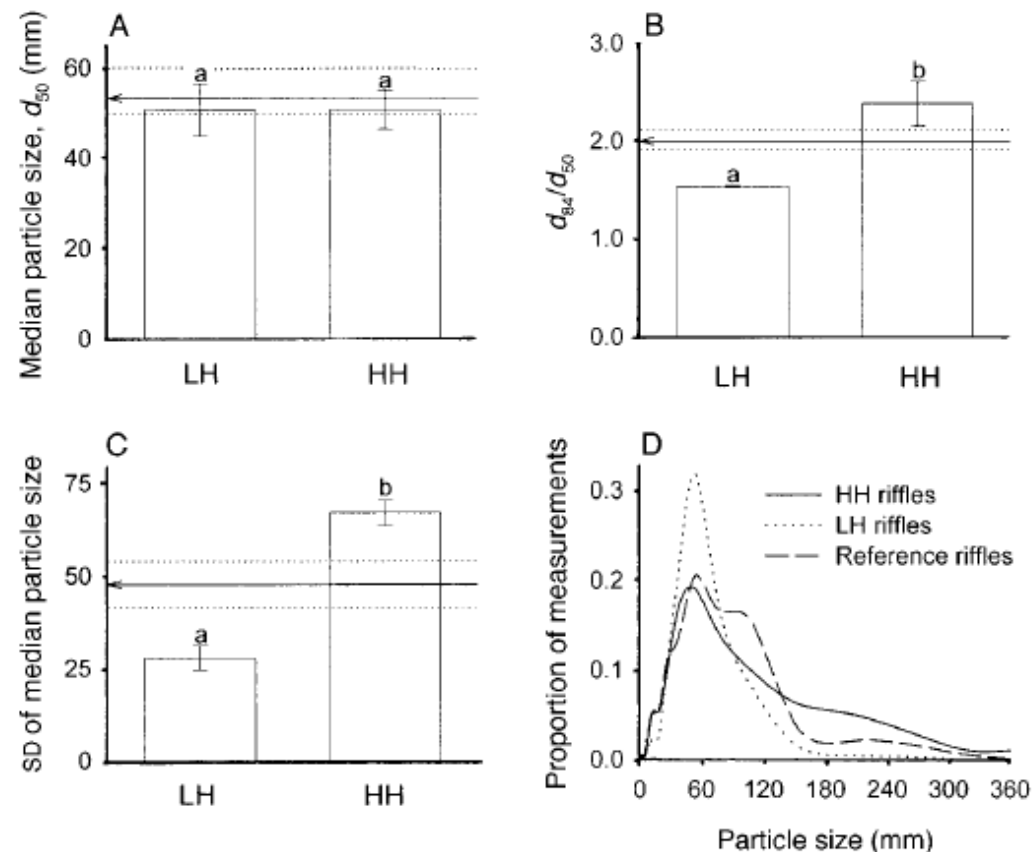 A
Median particle size, d50 (mm)
60
40
20
0
a
a
LH
HH
B
d84/d50
3.0
2.0
1.0
0.0
a
b
LH
HH
C
SD of median particle size
75
50
25
0
a
b
LH
HH
D
Proportion of measurements
0.3
0.2
0.1
0.0
HH riffles
LH riffles
Reference riffles
0 60 120 180 240 300 360
Particle size (mm)